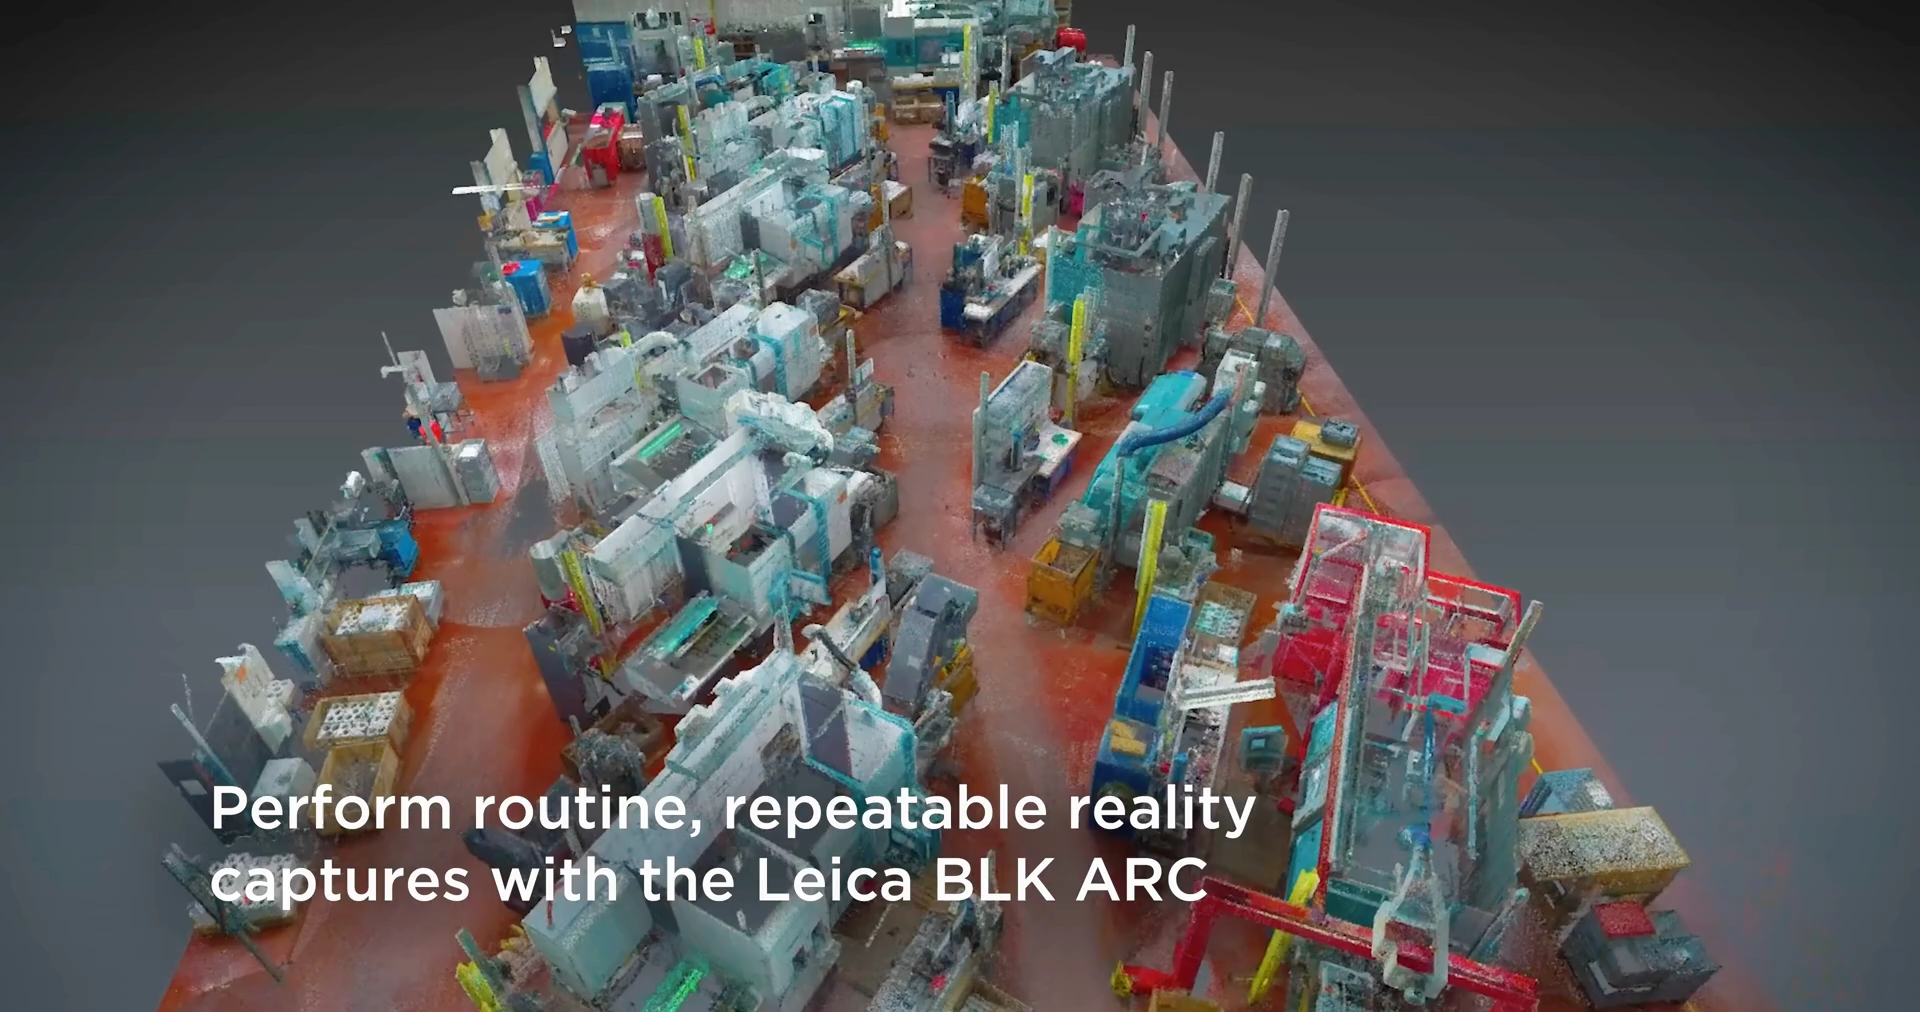 Perform routine, repeatable reality
captures with the Leica BLK ARC